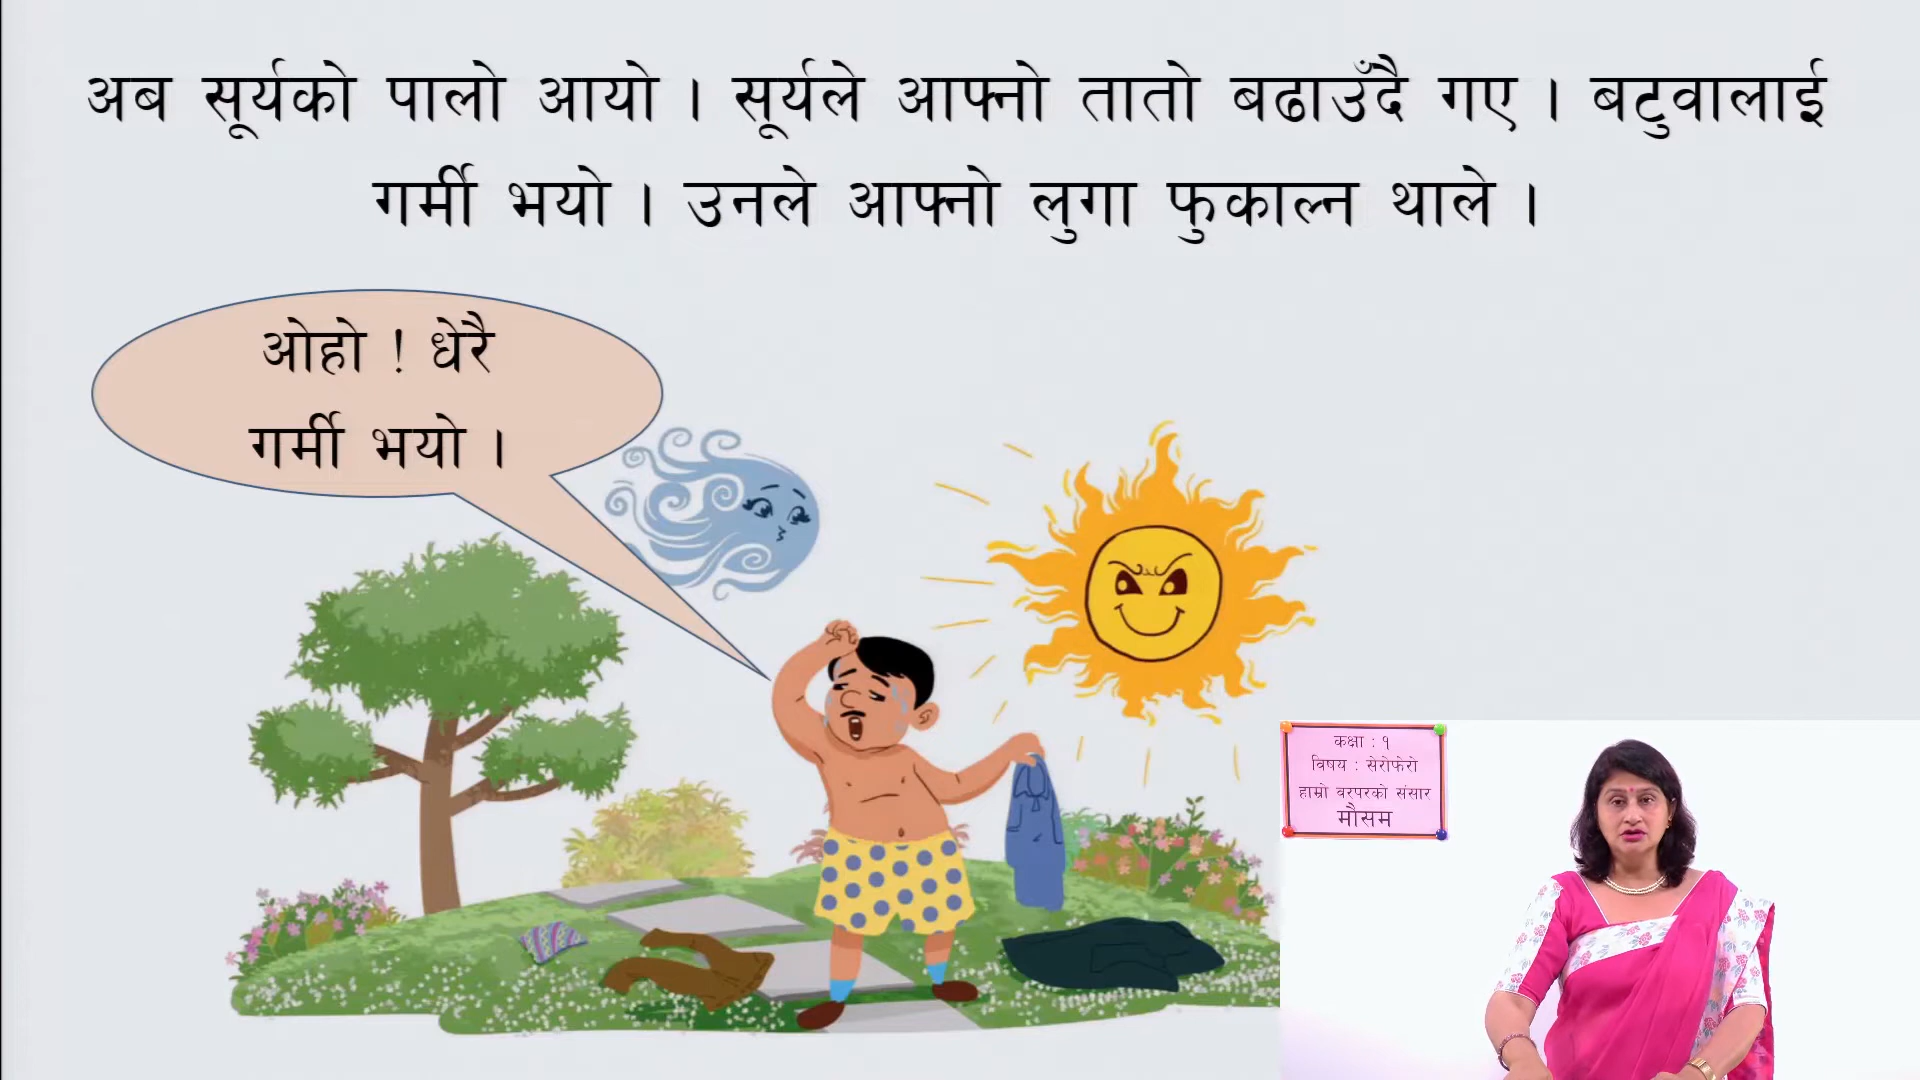 अब सूर्यको पालो आयो । सूर्यले आफ्नो तातो बढाउँदै गए । बटुवालाई
गर्मी भयो । उनले आफ्नो लुगा फुकाल्न थाले ।
ओहो ! धेरै
गर्मी भयो ।
कक्षा : १
विषय : सेरोफेरो
हाम्रो वरपरको संसार
मौसम